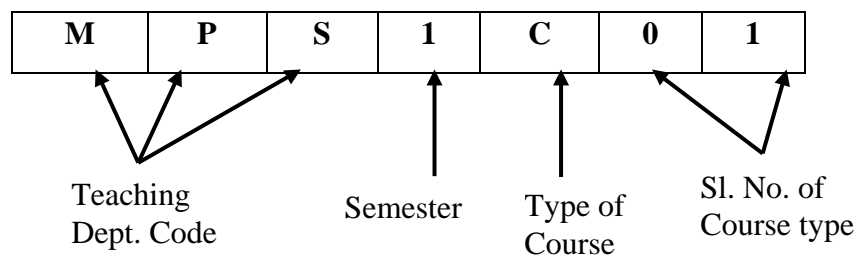 M P S 1 C 0 1
Teaching
Dept. Code
Semester
Type of
Course
Sl. No. of
Course type